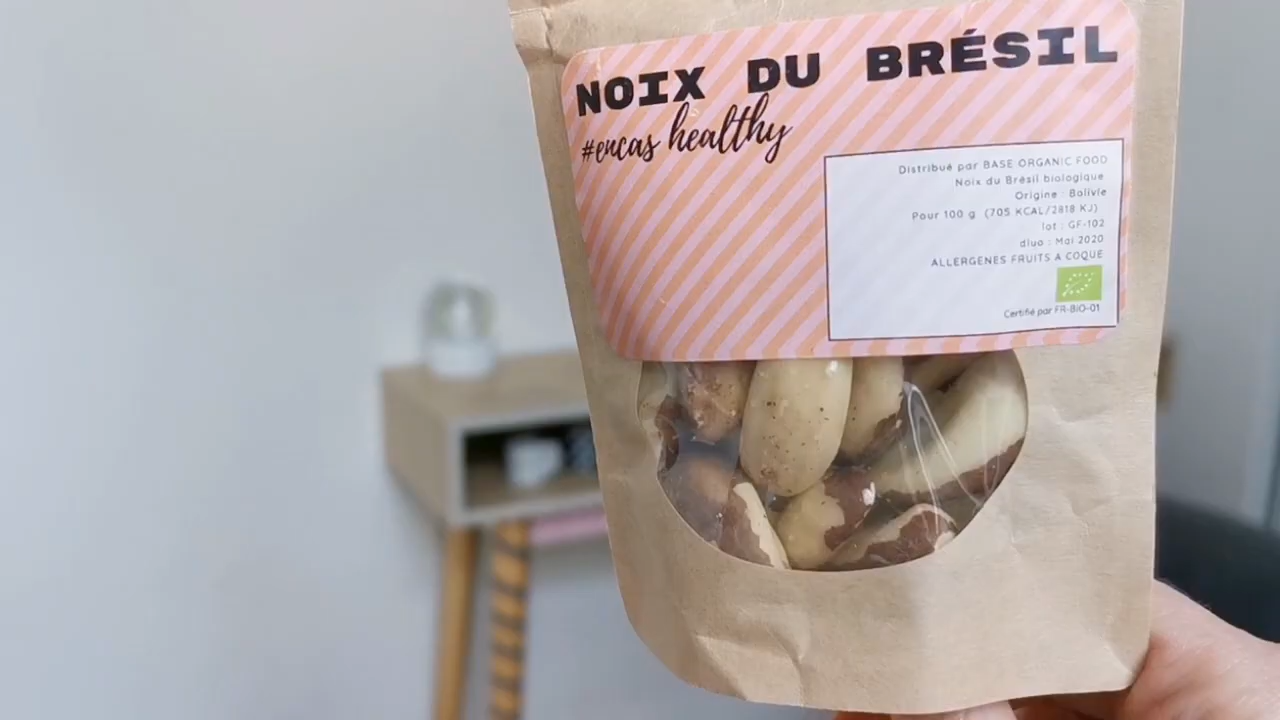 NOIX DU BRÉSIL
#encas healthy
Distribué par BASE ORGANIC FOOD
Noix du Brésil biologique
Origine : Bolivie
Pour 100 g (705 KCAL/2818 KJ)
lot : GF-102
dluo : Mai 2020
ALLERGENES FRUITS A COQUE
Certifié par FR-BIO-01